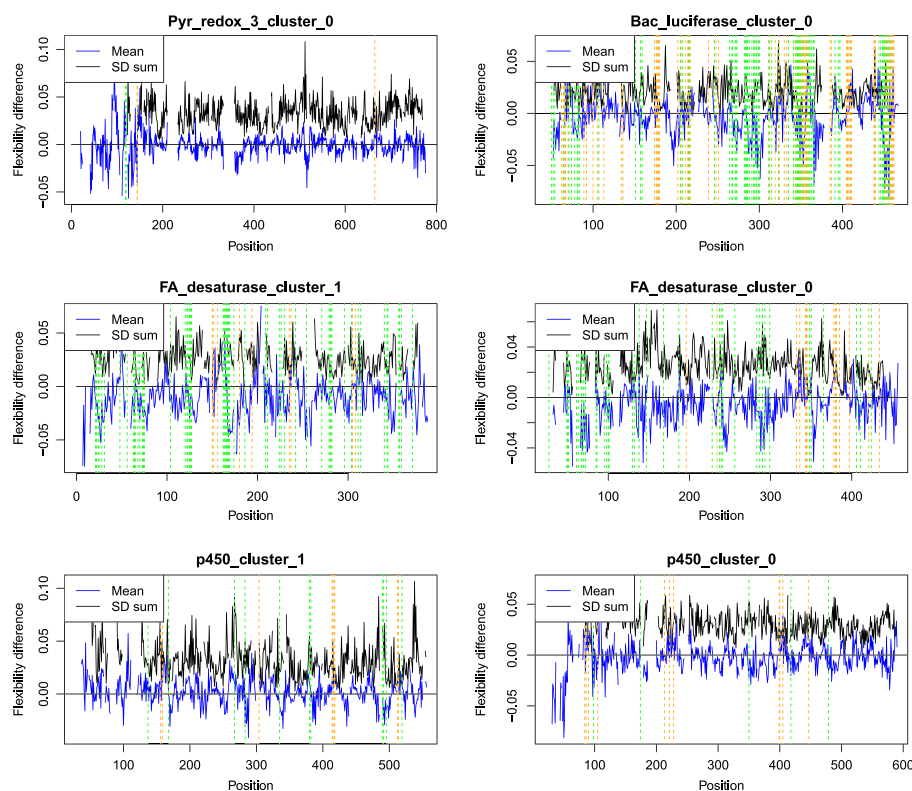 Pyr_redox_3_cluster_0
Mean
SD sum
Flexibility difference
0.10
0.05
0.00
−0.05
0 200 400 600 800
Position
Bac_luciferase_cluster_0
Mean
SD sum
Flexibility difference
0.05
0.00
−0.05
100 200 300 400
Position
FA_desaturase_cluster_1
Mean
SD sum
Flexibility difference
0.05
0.00
−0.05
0 100 200 300
Position
FA_desaturase_cluster_0
Mean
SD sum
Flexibility difference
0.04
0.00
−0.04
100 200 300 400
Position
p450_cluster_1
Mean
SD sum
Flexibility difference
0.10
0.05
0.00
100 200 300 400 500
Position
p450_cluster_0
Mean
SD sum
Flexibility difference
0.05
0.00
−0.05
100 200 300 400 500 600
Position